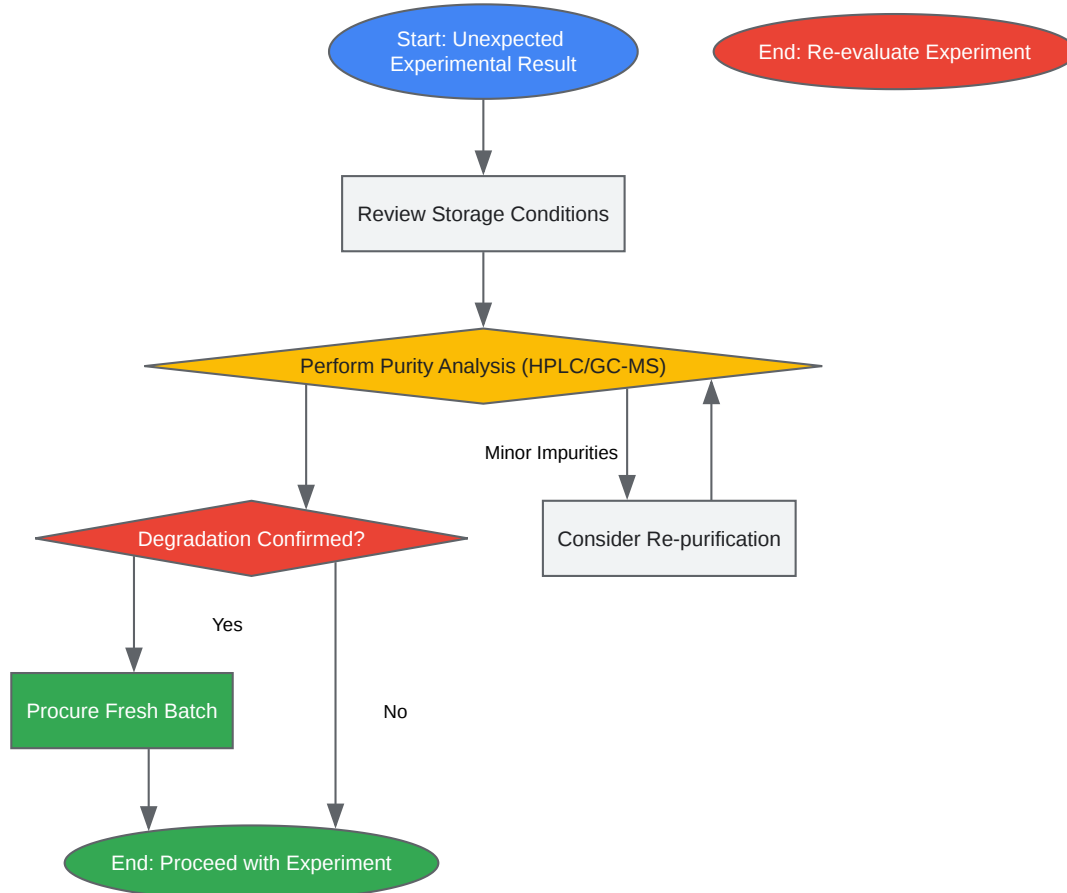 Start: Unexpected
Experimental Result
End: Re-evaluate Experiment
Review Storage Conditions
Perform Purity Analysis (HPLC/GC-MS)
Minor Impurities
Degradation Confirmed?
Consider Re-purification
Yes
Procure Fresh Batch
No
End: Proceed with Experiment